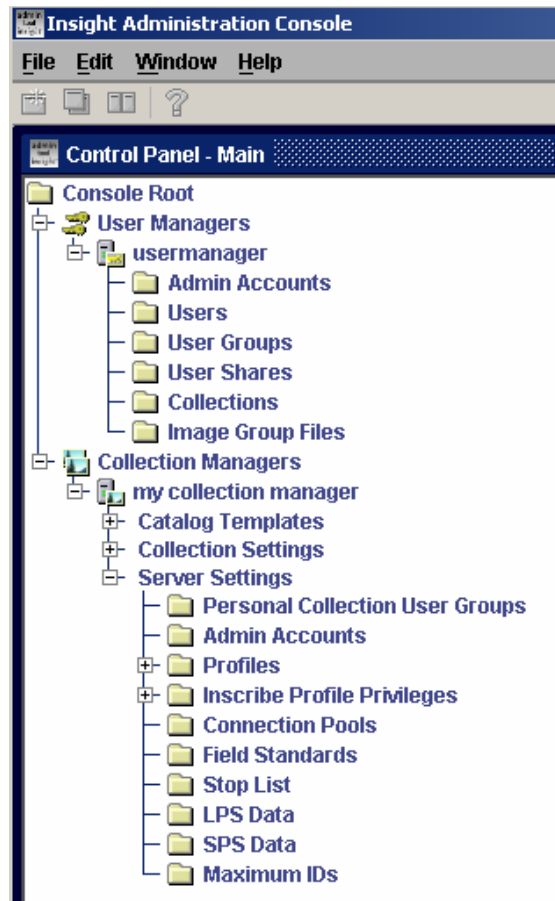 Insight Administration Console
File Edit Window Help
Control Panel - Main
Console Root
User Managers
usermanager
Admin Accounts
Users
User Groups
User Shares
Collections
Image Group Files
Collection Managers
my collection manager
Catalog Templates
Collection Settings
Server Settings
Personal Collection User Groups
Admin Accounts
Profiles
Inscribe Profile Privileges
Connection Pools
Field Standards
Stop List
LPS Data
SPS Data
Maximum IDs